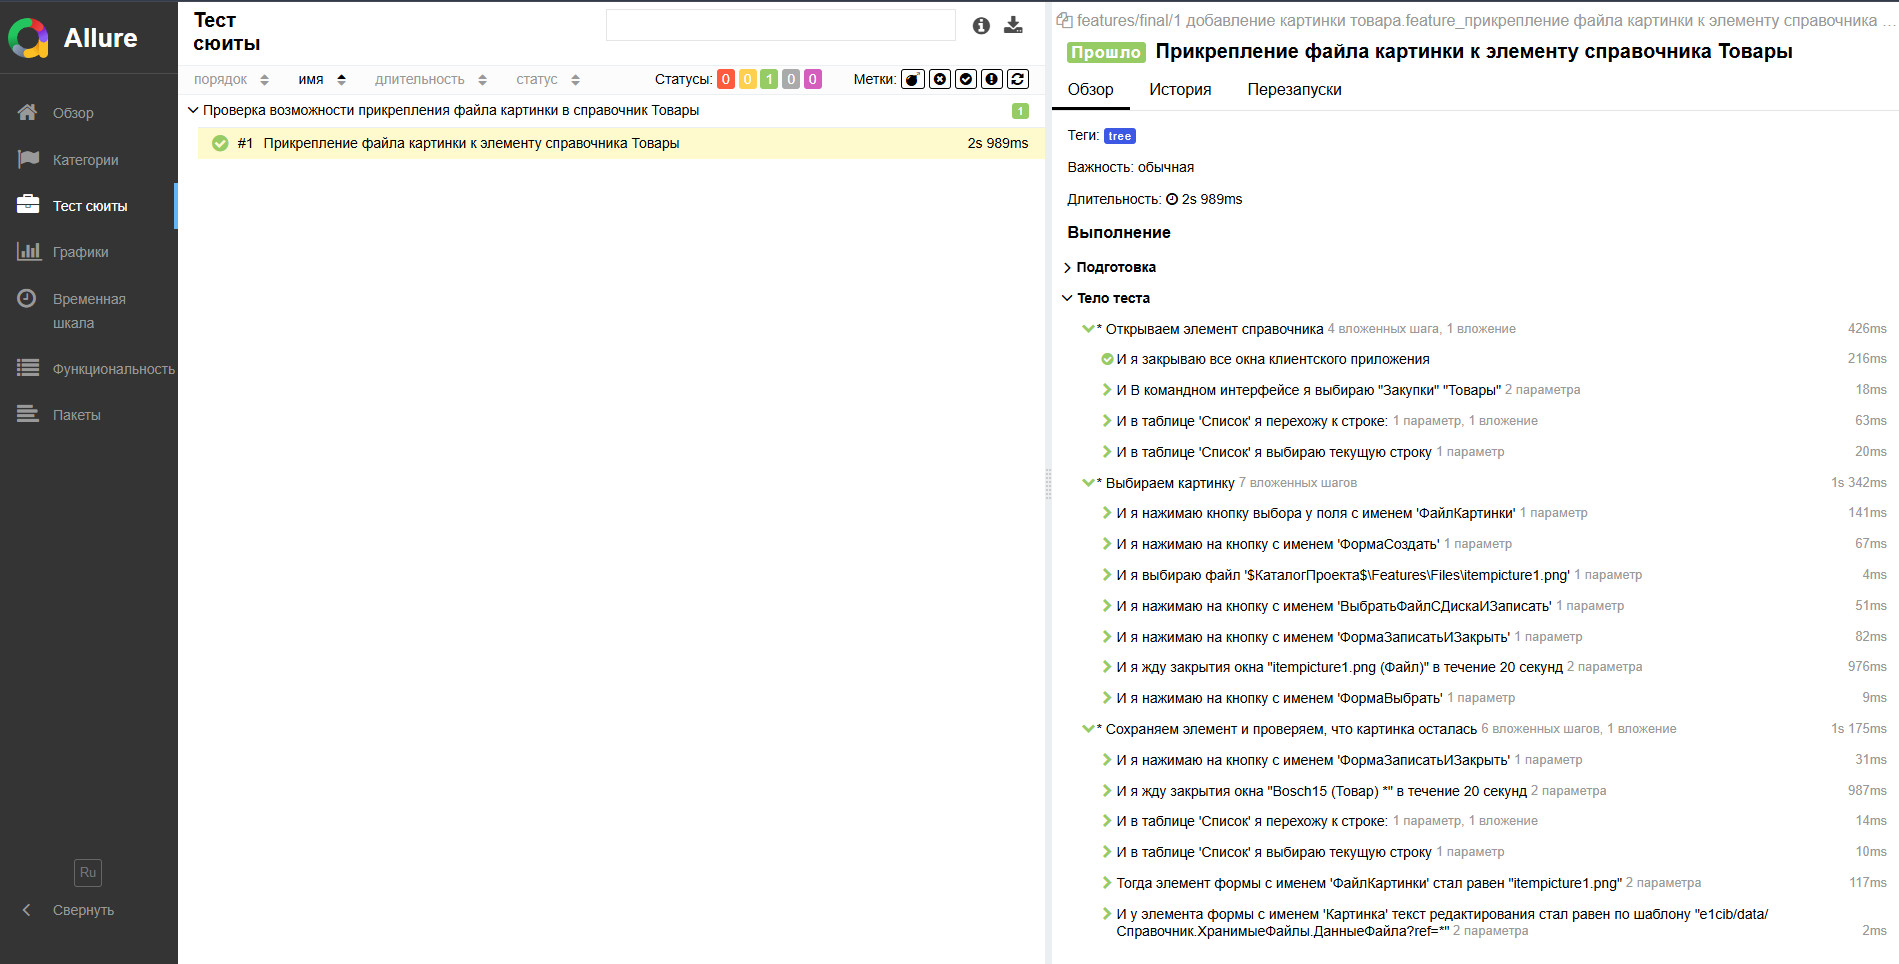 Allure
Обзор
Категории
Тест сюиты
Графики
Временная
шкала
Функциональность
Пакеты
Ru
Свернуть
Тест
сюиты
порядок имя длительность статус Статусы: 0 0 1 0 0 Метки:
Проверка возможности прикрепления файла картинки в справочник Товары 1
#1 Прикрепление файла картинки к элементу справочника Товары 2s 989ms
features/final/1 добавление картинки товара.feature_прикрепление файла картинки к элементу справочника ...
Прошло Прикрепление файла картинки к элементу справочника Товары
Обзор История Перезапуски
Теги: tree
Важность: обычная
Длительность: 2s 989ms
Выполнение
Подготовка
Тело теста
* Открываем элемент справочника 4 вложенных шага, 1 вложение 426ms
И я закрываю все окна клиентского приложения 216ms
И В командном интерфейсе я выбираю "Закупки" "Товары" 2 параметра 18ms
И в таблице 'Список' я перехожу к строке: 1 параметр, 1 вложение 63ms
И в таблице 'Список' я выбираю текущую строку 1 параметр 20ms
* Выбираем картинку 7 вложенных шагов 1s 342ms
И я нажимаю кнопку выбора у поля с именем 'ФайлКартинки' 1 параметр 141ms
И я нажимаю на кнопку с именем 'ФормаСоздать' 1 параметр 67ms
И я выбираю файл '$КаталогПроекта$\Features\Files\itempicture1.png' 1 параметр 4ms
И я нажимаю на кнопку с именем 'ВыбратьФайлСДискаИЗаписать' 1 параметр 51ms
И я нажимаю на кнопку с именем 'ФормаЗаписатьИЗакрыть' 1 параметр 82ms
И я жду закрытия окна "itempicture1.png (Файл)" в течение 20 секунд 2 параметра 976ms
И я нажимаю на кнопку с именем 'ФормаВыбрать' 1 параметр 9ms
* Сохраняем элемент и проверяем, что картинка осталась 6 вложенных шагов, 1 вложение 1s 175ms
И я нажимаю на кнопку с именем 'ФормаЗаписатьИЗакрыть' 1 параметр 31ms
И я жду закрытия окна "Bosch15 (Товар) *" в течение 20 секунд 2 параметра 987ms
И в таблице 'Список' я перехожу к строке: 1 параметр, 1 вложение 14ms
И в таблице 'Список' я выбираю текущую строку 1 параметр 10ms
Тогда элемент формы с именем 'ФайлКартинки' стал равен "itempicture1.png" 2 параметра 117ms
И у элемента формы с именем 'Картинка' текст редактирования стал равен по шаблону "e1cib/data/
Справочник.ХранимыеФайлы.ДанныеФайла?ref=*" 2 параметра 2ms